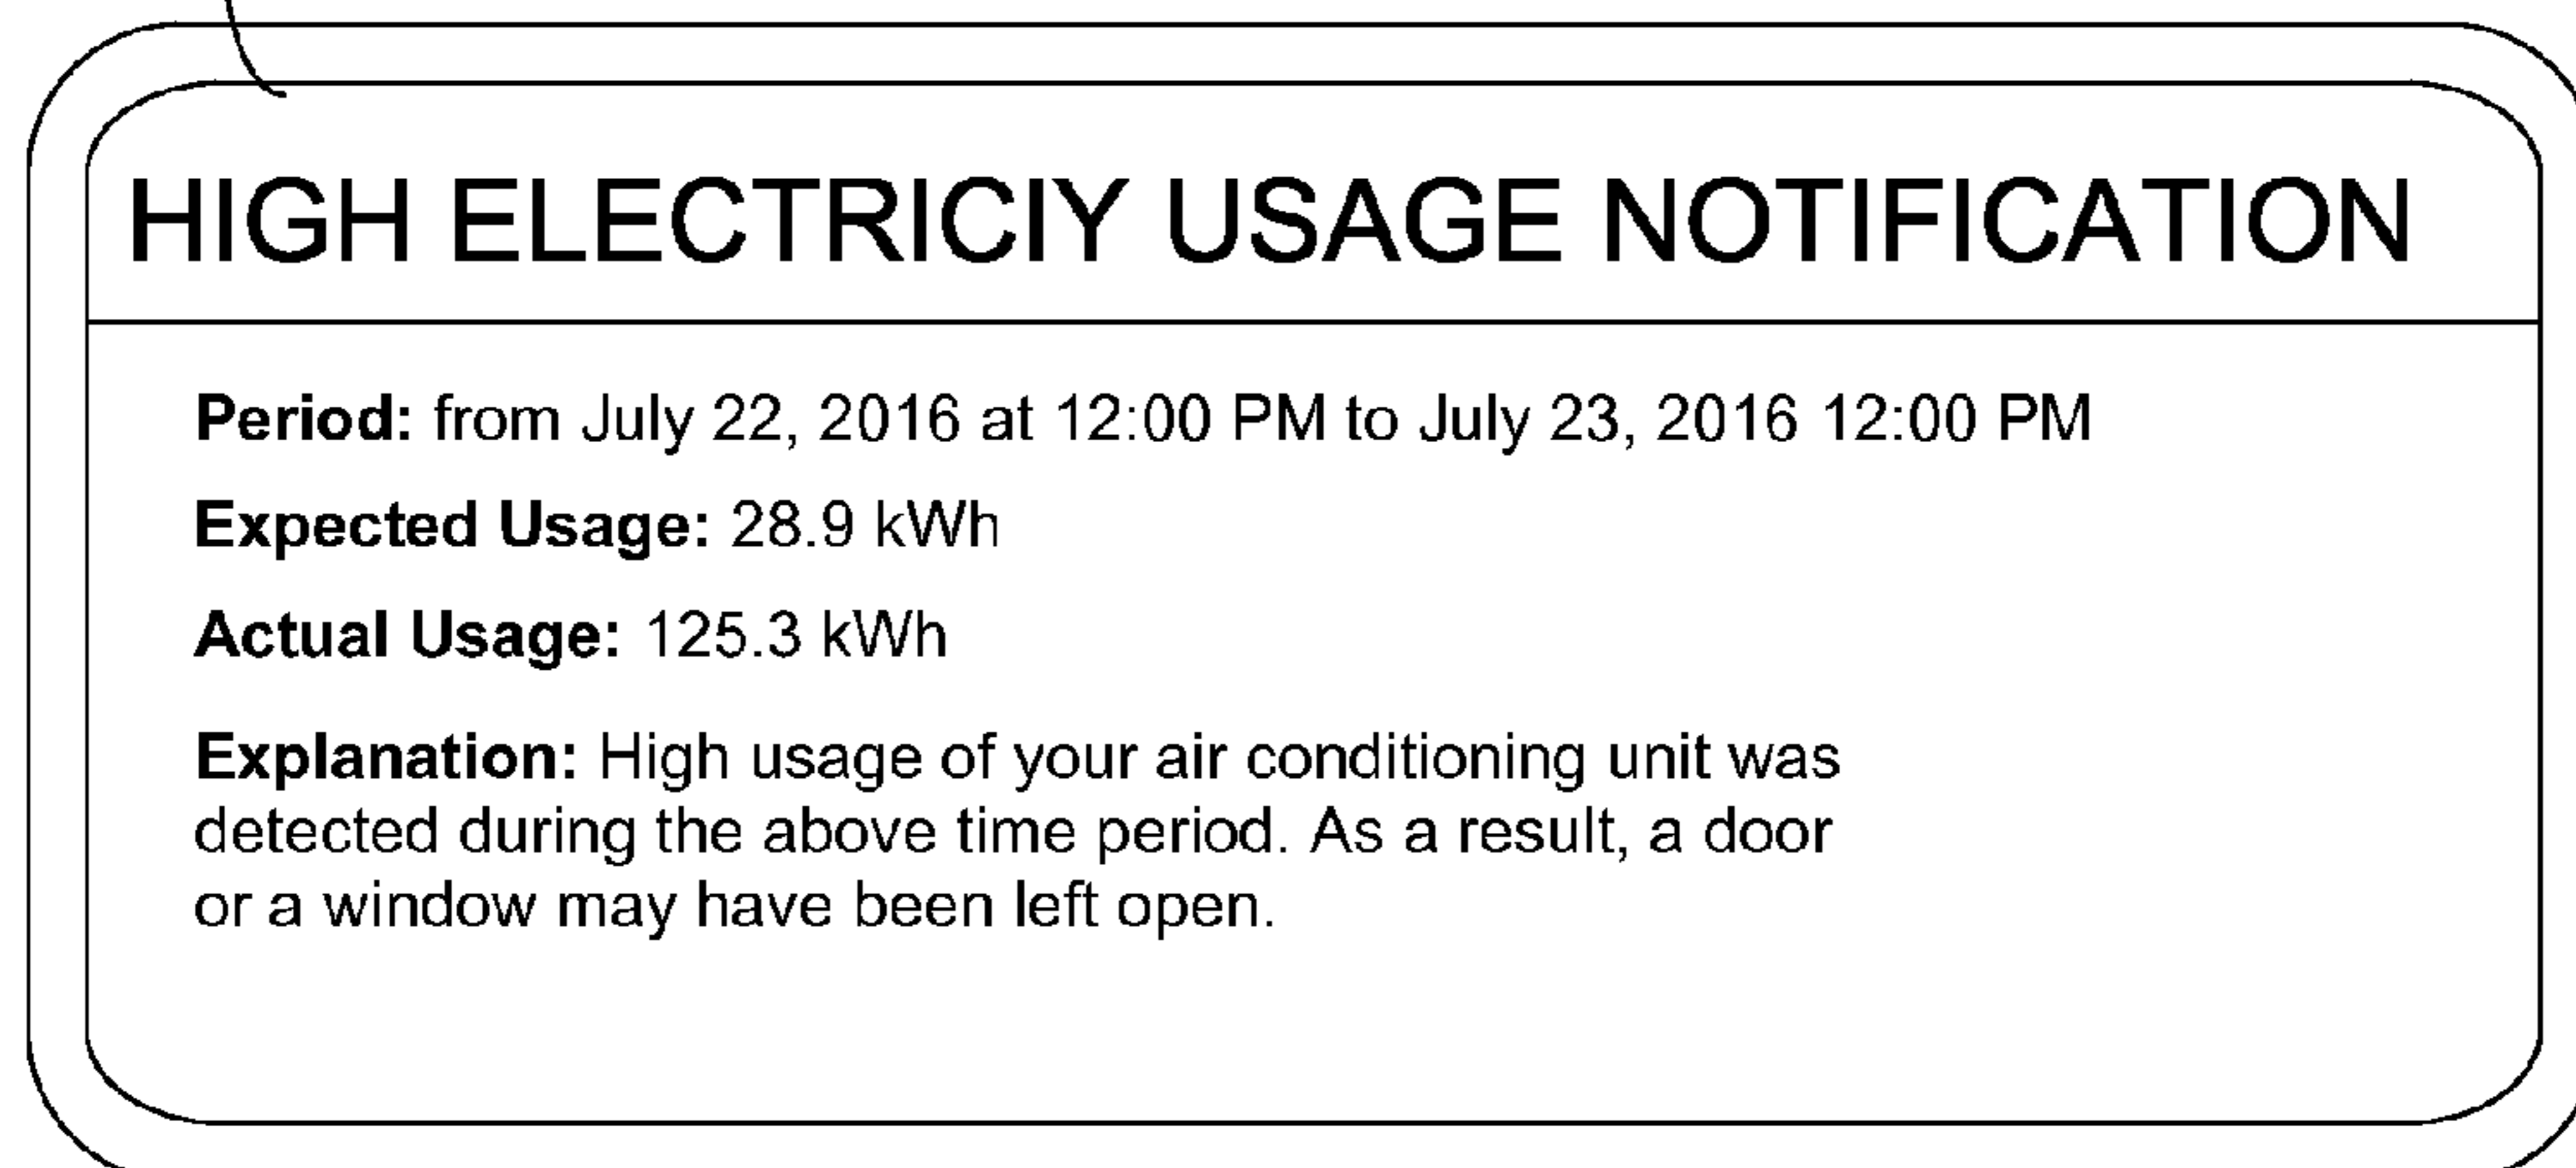 HIGH ELECTRICIY USAGE NOTIFICATION
Period: from July 22, 2016 at 12:00 PM to July 23, 2016 12:00 PM
Expected Usage: 28.9 kWh
Actual Usage: 125.3 kWh
Explanation: High usage of your air conditioning unit was
detected during the above time period. As a result, a door
or a window may have been left open.